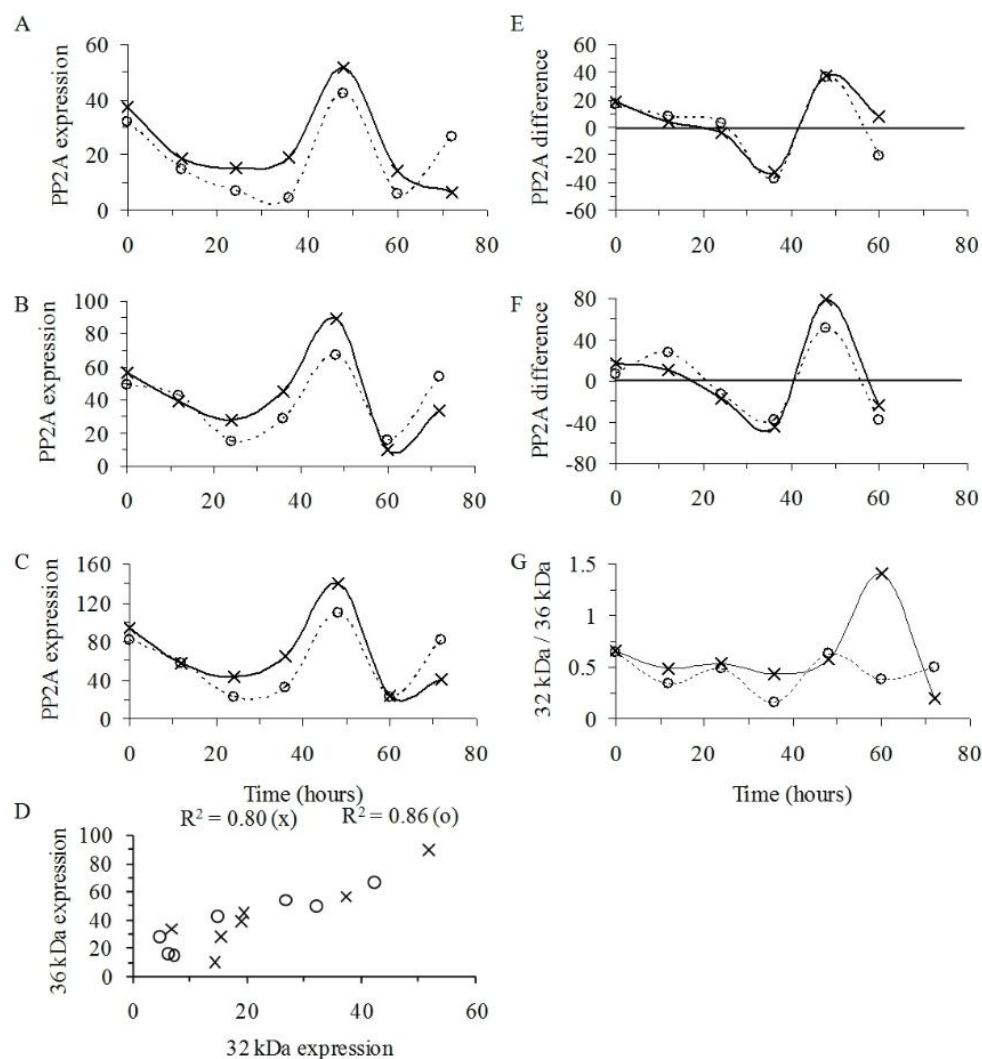 A
PP2A expression
60
40
20
0
0 20 40 60 80
B
PP2A expression
100
80
60
40
20
0
0 20 40 60 80
C
PP2A expression
160
120
80
40
0
0 20 40 60 80
Time (hours)
D
R² = 0.80 (x) R² = 0.86 (o)
36 kDa expression
100
80
60
40
20
0
0 20 40 60
32 kDa expression
E
PP2A difference
60
40
20
0
-20
-40
-60
0 20 40 60 80
F
PP2A difference
80
40
0
-40
-80
0 20 40 60 80
G
32 kDa / 36 kDa
1.5
1
0.5
0
0 20 40 60 80
Time (hours)